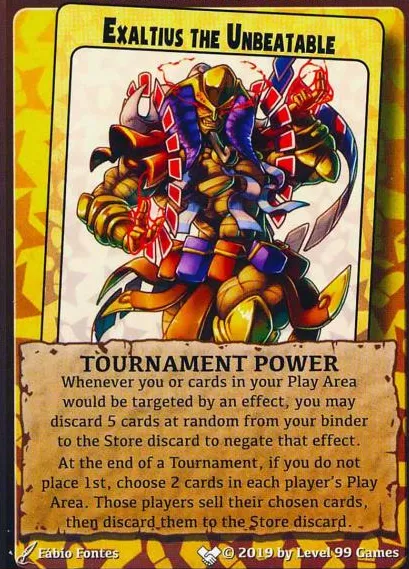 EXALTIUS THE UNBEATABLE
TOURNAMENT POWER
Whenever you or cards in your Play Area
would be targeted by an effect, you may
discard 5 cards at random from your binder
to the Store discard to negate that effect.
At the end of a Tournament, if you do not
place 1st, choose 2 cards in each player's Play
Area. Those players sell their chosen cards,
then discard them to the Store discard.
Fábio Fontes
© 2019 by Level 99 Games